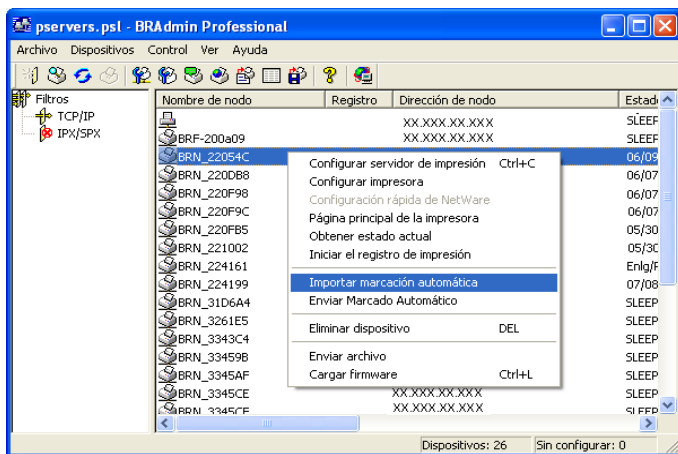 pservers.psl - BRAdmin Professional
Archivo Dispositivos Control Ver Ayuda
Filtros
TCP/IP
IPX/SPX
Nombre de nodo Registro Dirección de nodo Estad
XX.XXX.XX.XXX SLEEP
BRF-200a09 XX.XXX.XX.XXX SLEEP
BRN_22054C 06/09
BRN_220DB8 06/07
BRN_220F98 06/07
BRN_220F9C 06/07
BRN_220FB5 05/30
BRN_221002 05/30
BRN_224161 Enlg/F
BRN_224199 07/08
BRN_31D6A4 SLEEP
BRN_3261E5 SLEEP
BRN_3343C4 SLEEP
BRN_33459B SLEEP
BRN_3345AF SLEEP
BRN_3345CE XX.XXX.XX.XXX SLEEP
BRN_3345CF XX.XXX.XX.XXX SLEEP
Configurar servidor de impresión Ctrl+C
Configurar impresora
Configuración rápida de NetWare
Página principal de la impresora
Obtener estado actual
Iniciar el registro de impresión
Importar marcación automática
Enviar Marcado Automático
Eliminar dispositivo DEL
Enviar archivo
Cargar firmware Ctrl+L
Dispositivos: 26 Sin configurar: 0